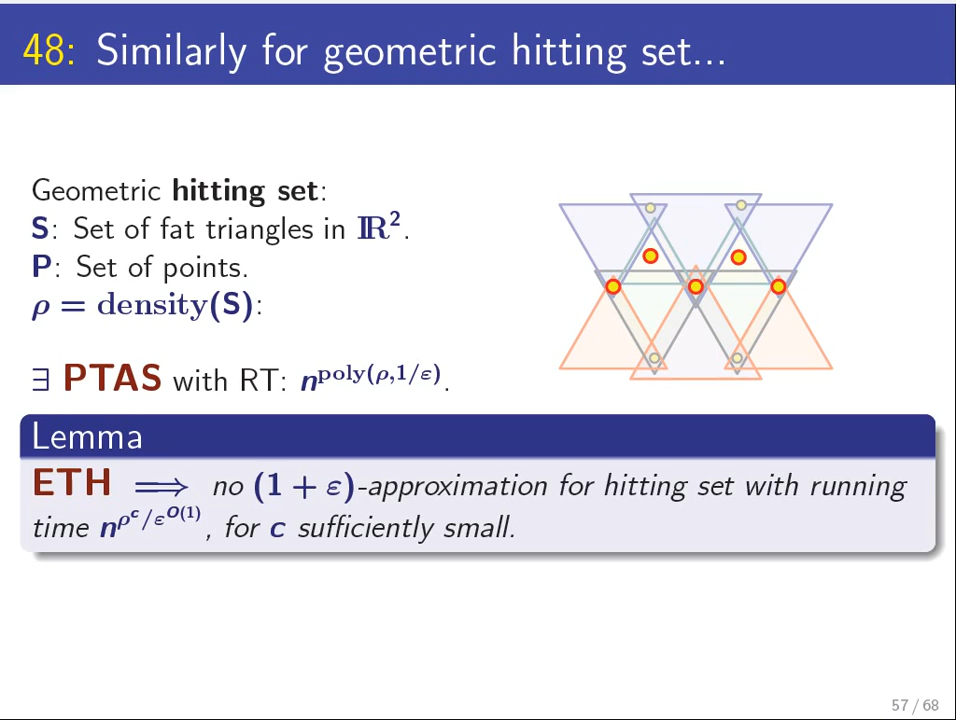 48: Similarly for geometric hitting set...
Geometric hitting set:
S: Set of fat triangles in ℝ².
P: Set of points.
ρ = density(S):
∃ PTAS with RT: n^poly(ρ,1/ε).
Lemma
ETH ⟹ no (1 + ε)-approximation for hitting set with running
time n^{ρ^c/ε^{O(1)}}, for c sufficiently small.
57 / 68